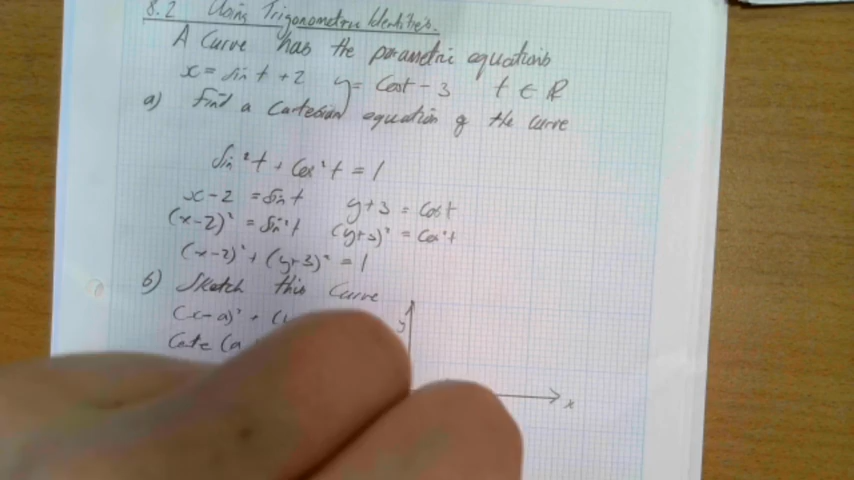 8.2 Using Trigonometric Identities.
A Curve has the parametric equations
x = sin t + 2 y = cos t - 3 t ∈ ℝ
a) find a Cartesian equation of the curve
sin²t + cos²t = 1
x - 2 = sin t y + 3 = cos t
(x-2)² = sin²t (y+3)² = cos²t
(x-2)² + (y+3)² = 1
b) Sketch this Curve
(x-a)² + (
y
Centre (a
x